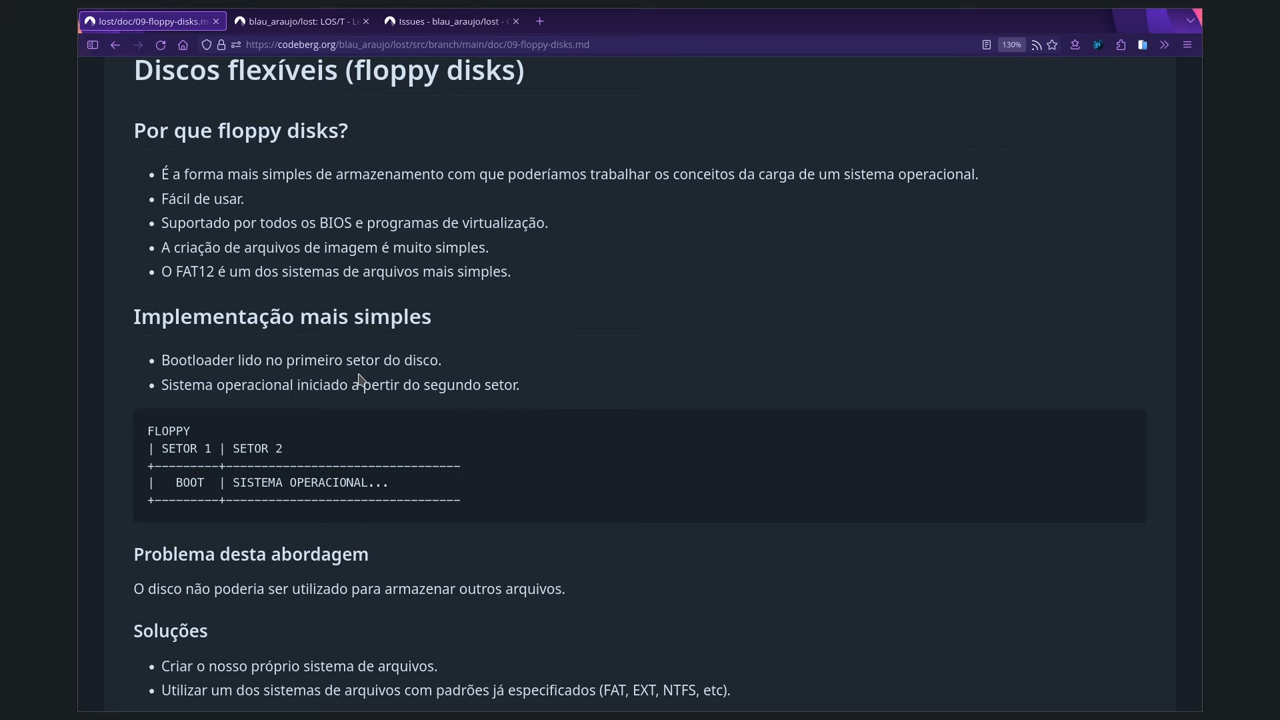 lost/doc/09-floppy-disks.m
blau_araujo/lost: LOS/T - L
Issues - blau_araujo/lost -
https://codeberg.org/blau_araujo/lost/src/branch/main/doc/09-floppy-disks.md
130%
Discos flexíveis (floppy disks)
Por que floppy disks?
• É a forma mais simples de armazenamento com que poderíamos trabalhar os conceitos da carga de um sistema operacional.
• Fácil de usar.
• Suportado por todos os BIOS e programas de virtualização.
• A criação de arquivos de imagem é muito simples.
• O FAT12 é um dos sistemas de arquivos mais simples.
Implementação mais simples
• Bootloader lido no primeiro setor do disco.
• Sistema operacional iniciado a pertir do segundo setor.
FLOPPY
| SETOR 1 | SETOR 2
+---------+---------------------------------
|   BOOT  | SISTEMA OPERACIONAL...
+---------+---------------------------------
Problema desta abordagem
O disco não poderia ser utilizado para armazenar outros arquivos.
Soluções
• Criar o nosso próprio sistema de arquivos.
• Utilizar um dos sistemas de arquivos com padrões já especificados (FAT, EXT, NTFS, etc).